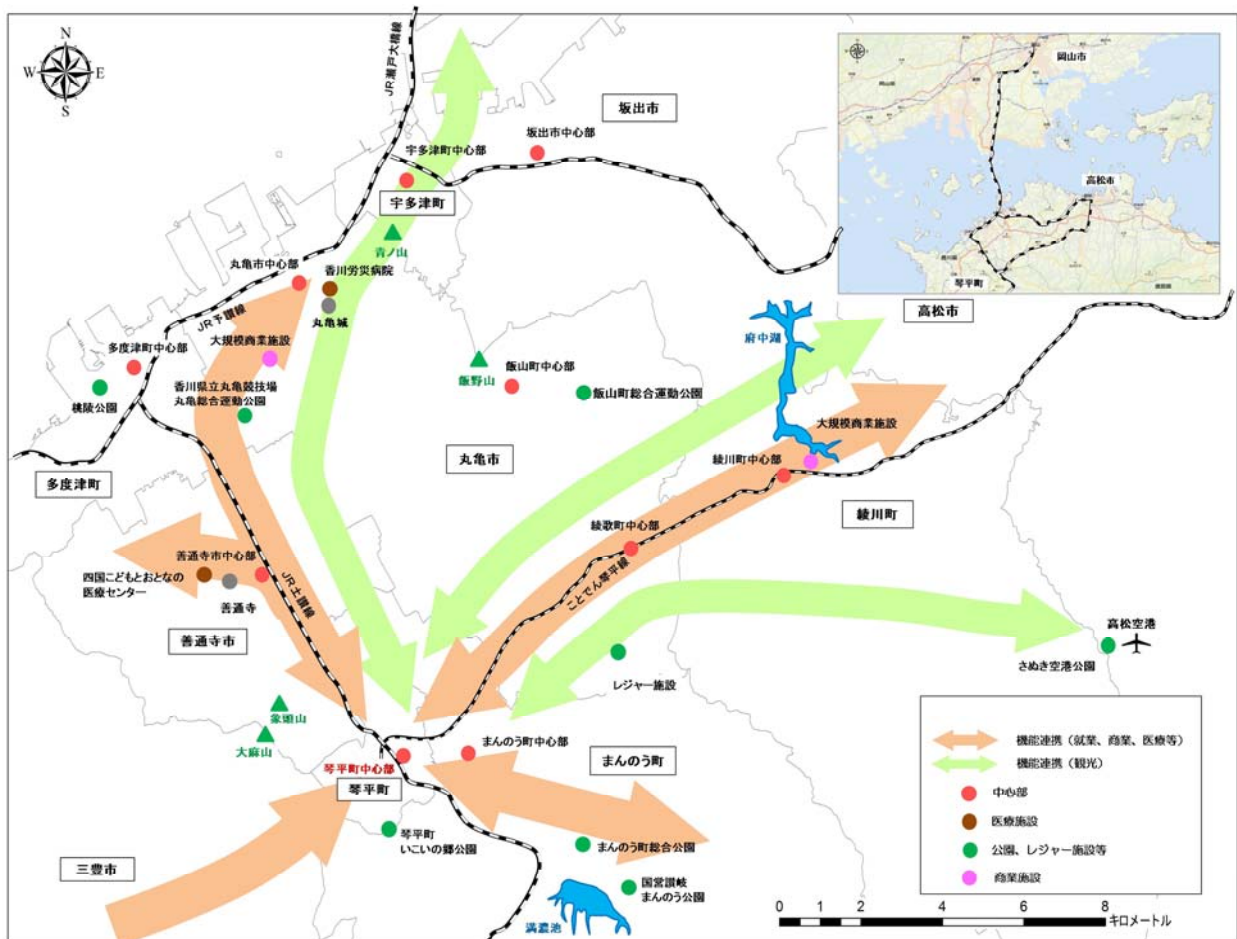 N
W
E
S
JR瀬戸大橋線
坂出市
坂出市中心部
宇多津町中心部
宇多津町
青ノ山
丸亀市中心部
香川労災病院
丸亀城
JR予讃線
大規模商業施設
多度津町中心部
桃陵公園
香川県立丸亀競技場
丸亀総合運動公園
多度津町
飯野山
飯山町中心部
飯山町総合運動公園
丸亀市
岡山市
高松市
琴平町
高松市
府中湖
大規模商業施設
綾川町中心部
綾川町
綾歌町中心部
ことでん琴平線
善通寺市中心部
四国こどもとおとなの
医療センター
善通寺
JR土讃線
善通寺市
高松空港
さぬき空港公園
レジャー施設
象頭山
大麻山
まんのう町中心部
まんのう町
琴平町中心部
琴平町
琴平町
いこいの郷公園
まんのう町総合公園
国営讃岐
まんのう公園
満濃池
三豊市
機能連携（就業、商業、医療等）
機能連携（観光）
中心部
医療施設
公園、レジャー施設等
商業施設
0 1 2 4 6 8
キロメートル